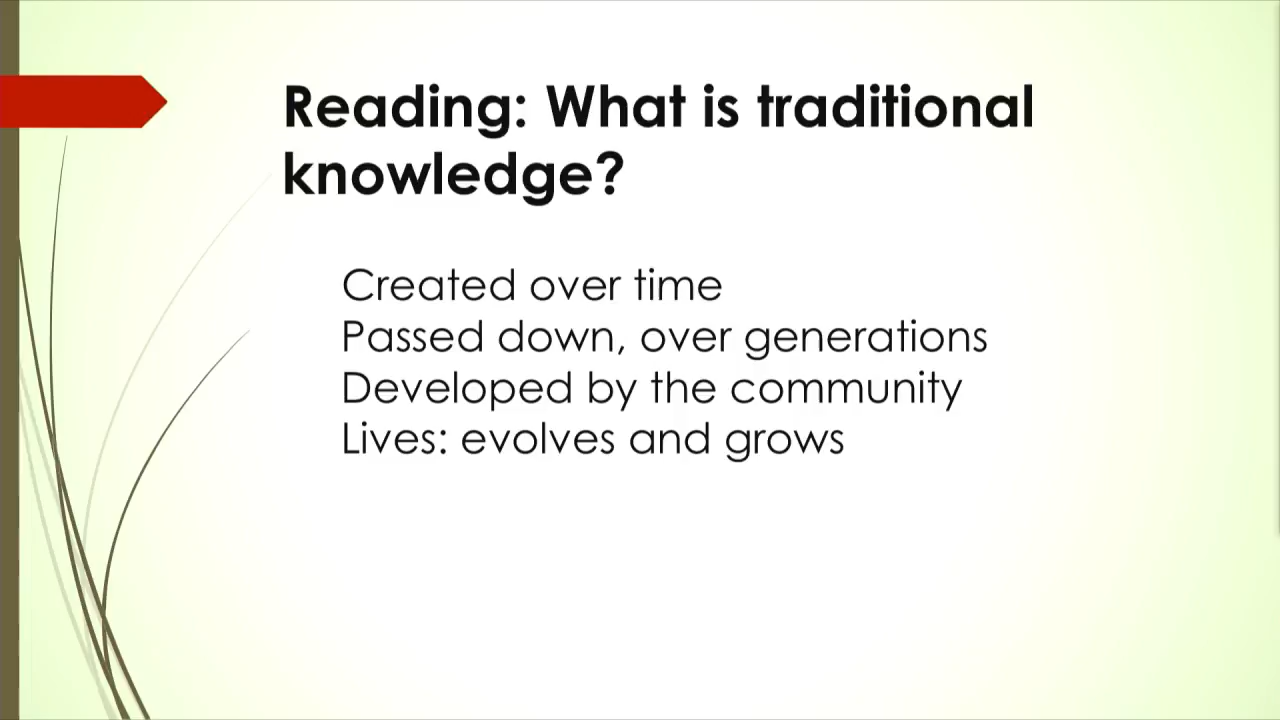 Reading: What is traditional
knowledge?
Created over time
Passed down, over generations
Developed by the community
Lives: evolves and grows